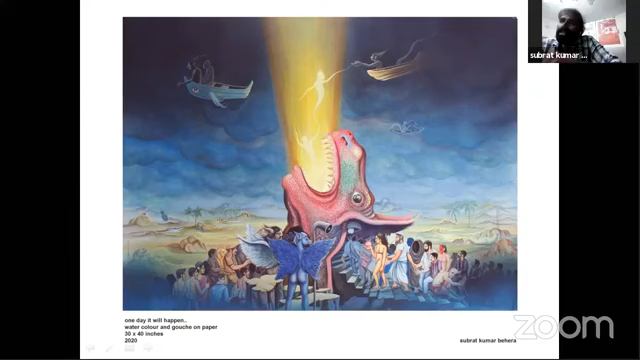 subrat kumar ...
one day it will happen..
water colour and gouche on paper
30 x 40 inches
2020
subrat kumar behera
zoom